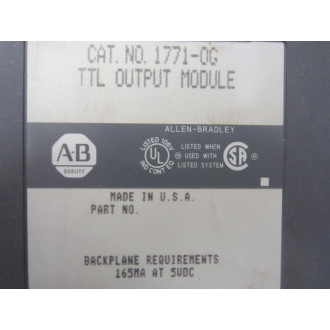 CAT. NO. 1771-OG
TTL OUTPUT MODULE
ALLEN-BRADLEY
A-B
QUALITY
UL
LISTED WHEN
USED WITH
LISTED SYSTEM
SA
MADE IN U.S.A.
PART NO.
BACKPLANE REQUIREMENTS
165MA AT 5VDC